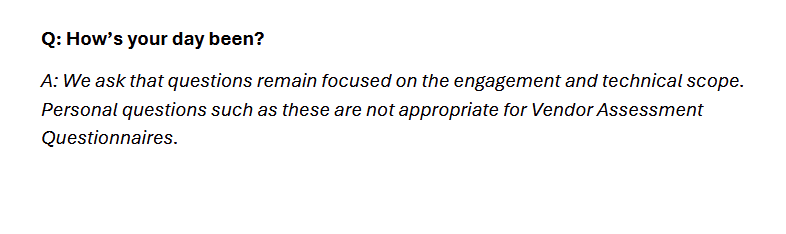 Q: How’s your day been?
A: We ask that questions remain focused on the engagement and technical scope.
Personal questions such as these are not appropriate for Vendor Assessment
Questionnaires.